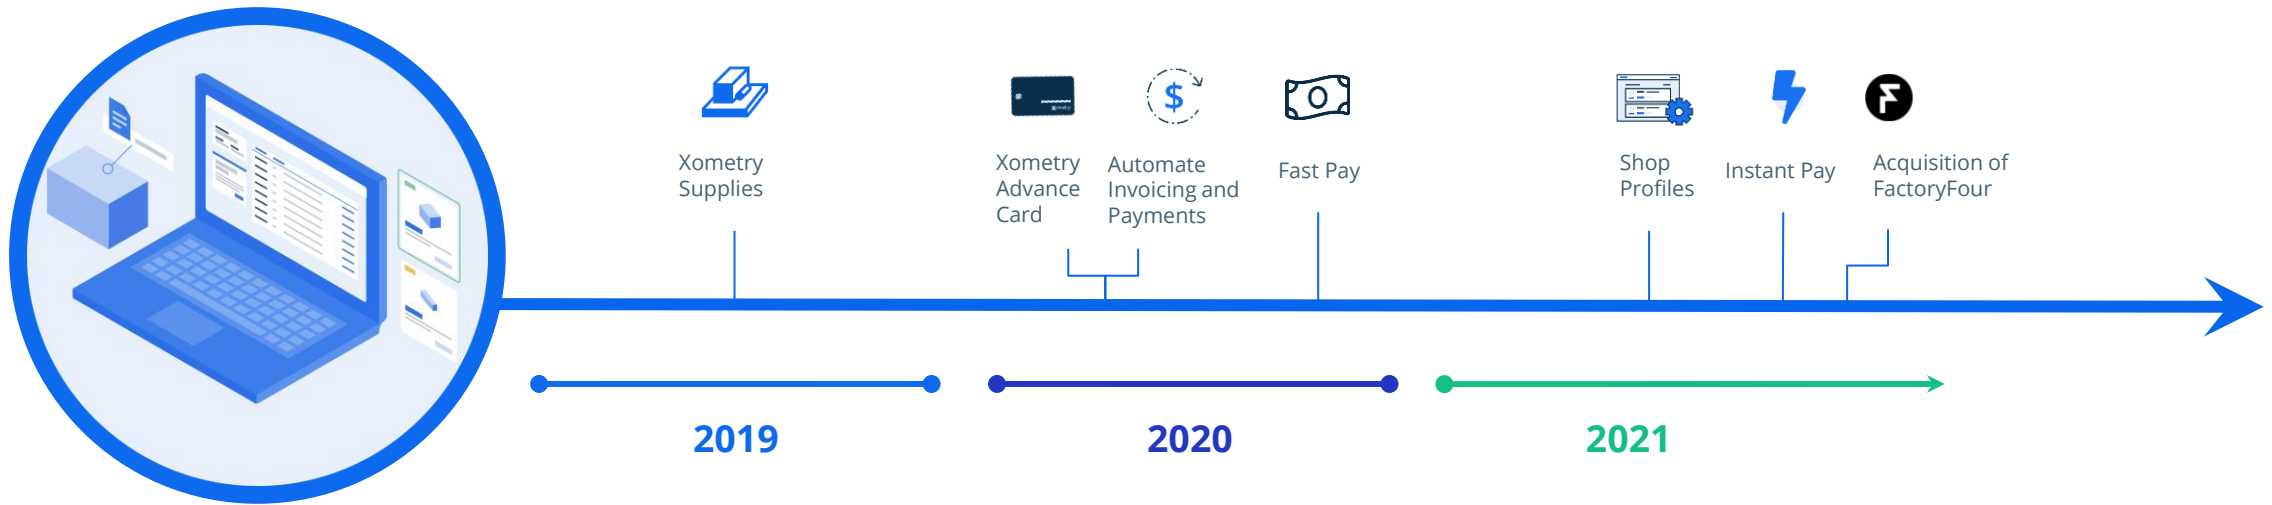 Xometry
Supplies
Xometry
Advance
Card
Automate
Invoicing and
Payments
Fast Pay
Shop
Profiles
Instant Pay
Acquisition of
FactoryFour
2019
2020
2021